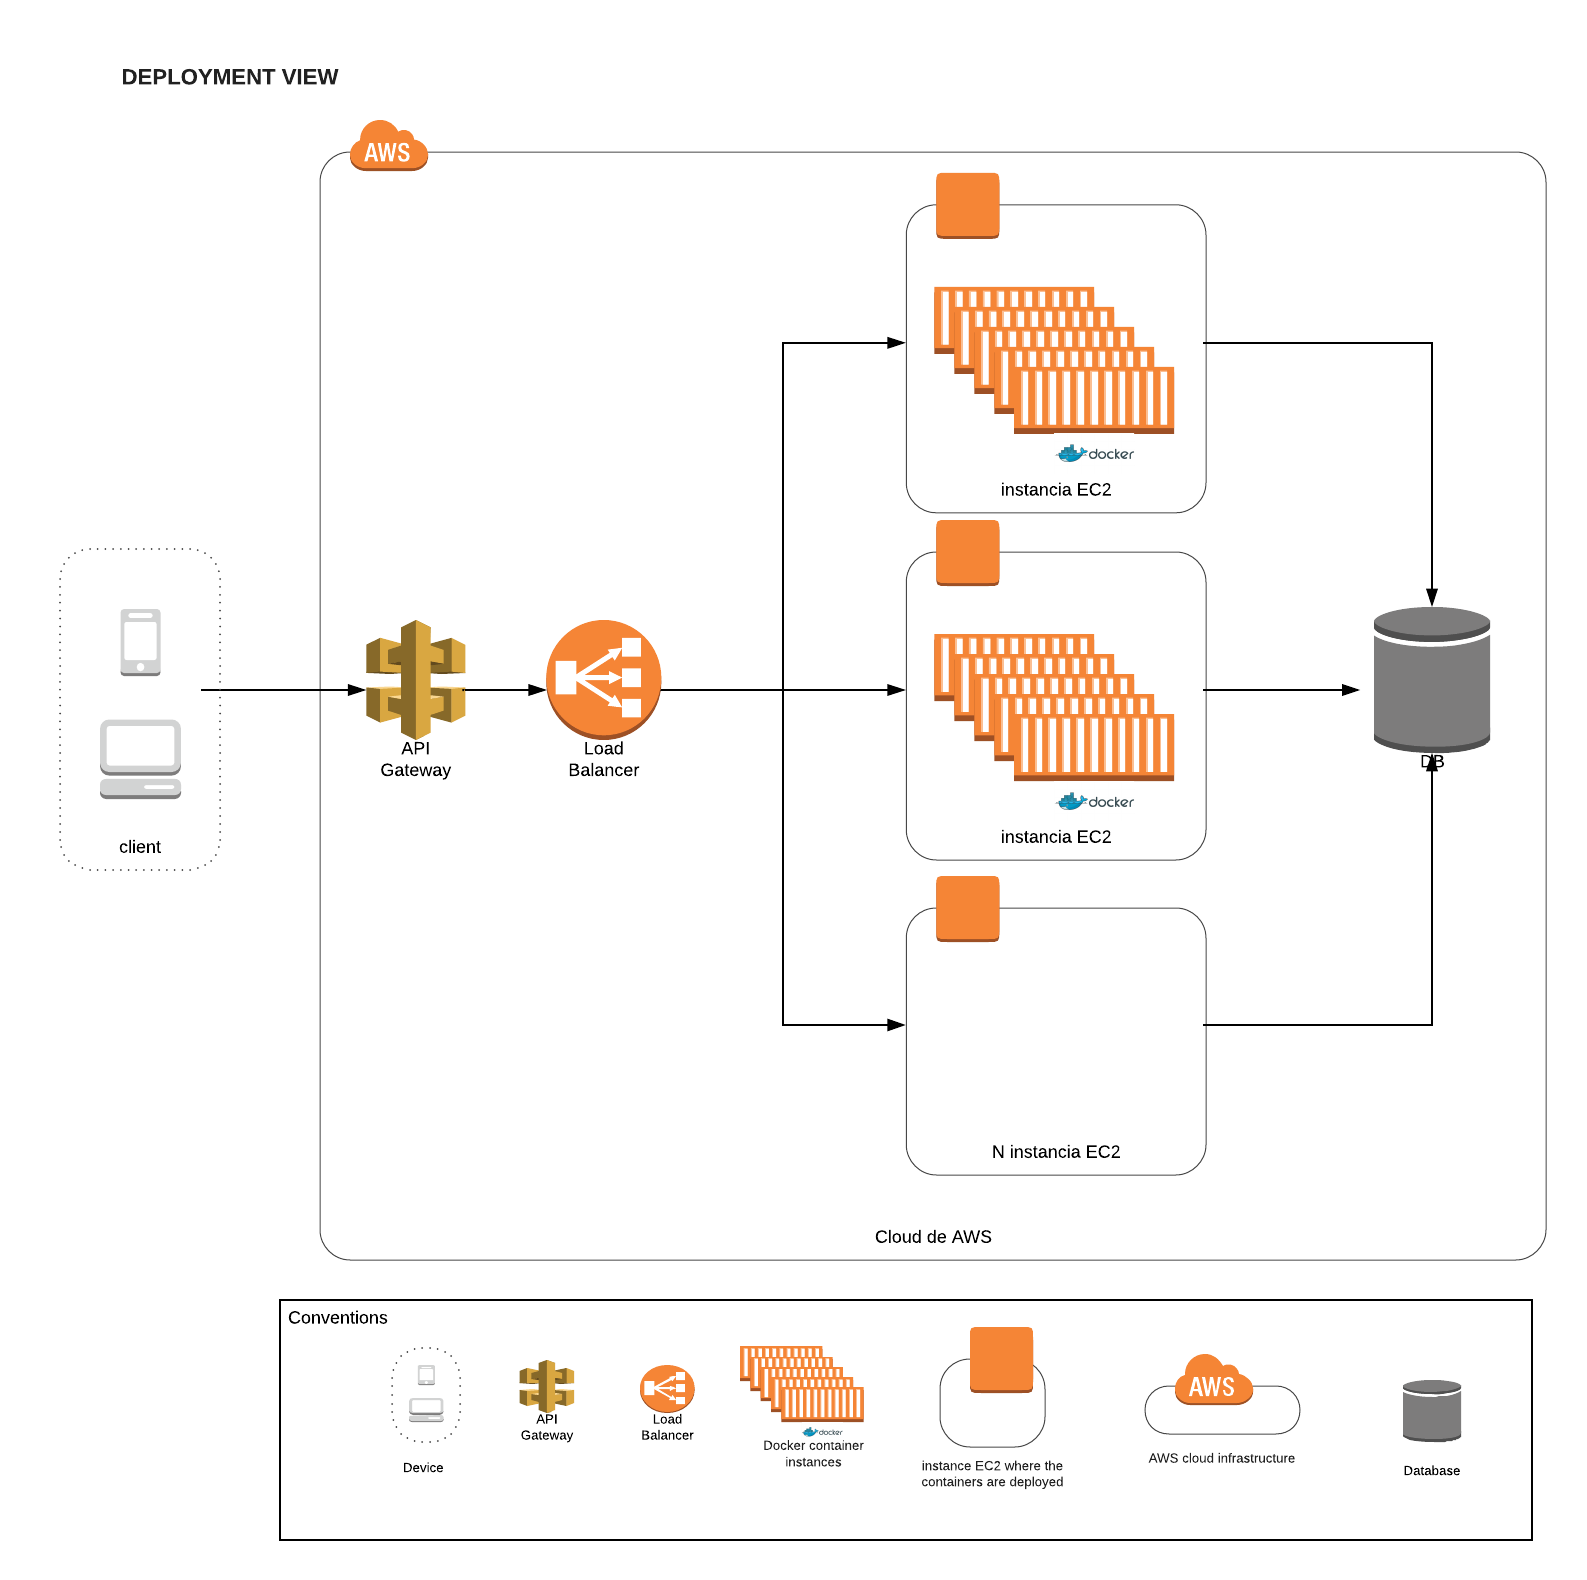 DEPLOYMENT VIEW
AWS
docker
instancia EC2
client
API
Gateway
Load
Balancer
docker
instancia EC2
DB
N instancia EC2
Cloud de AWS
Conventions
Device
API
Gateway
Load
Balancer
docker
Docker container
instances
instance EC2 where the
containers are deployed
AWS
AWS cloud infrastructure
Database